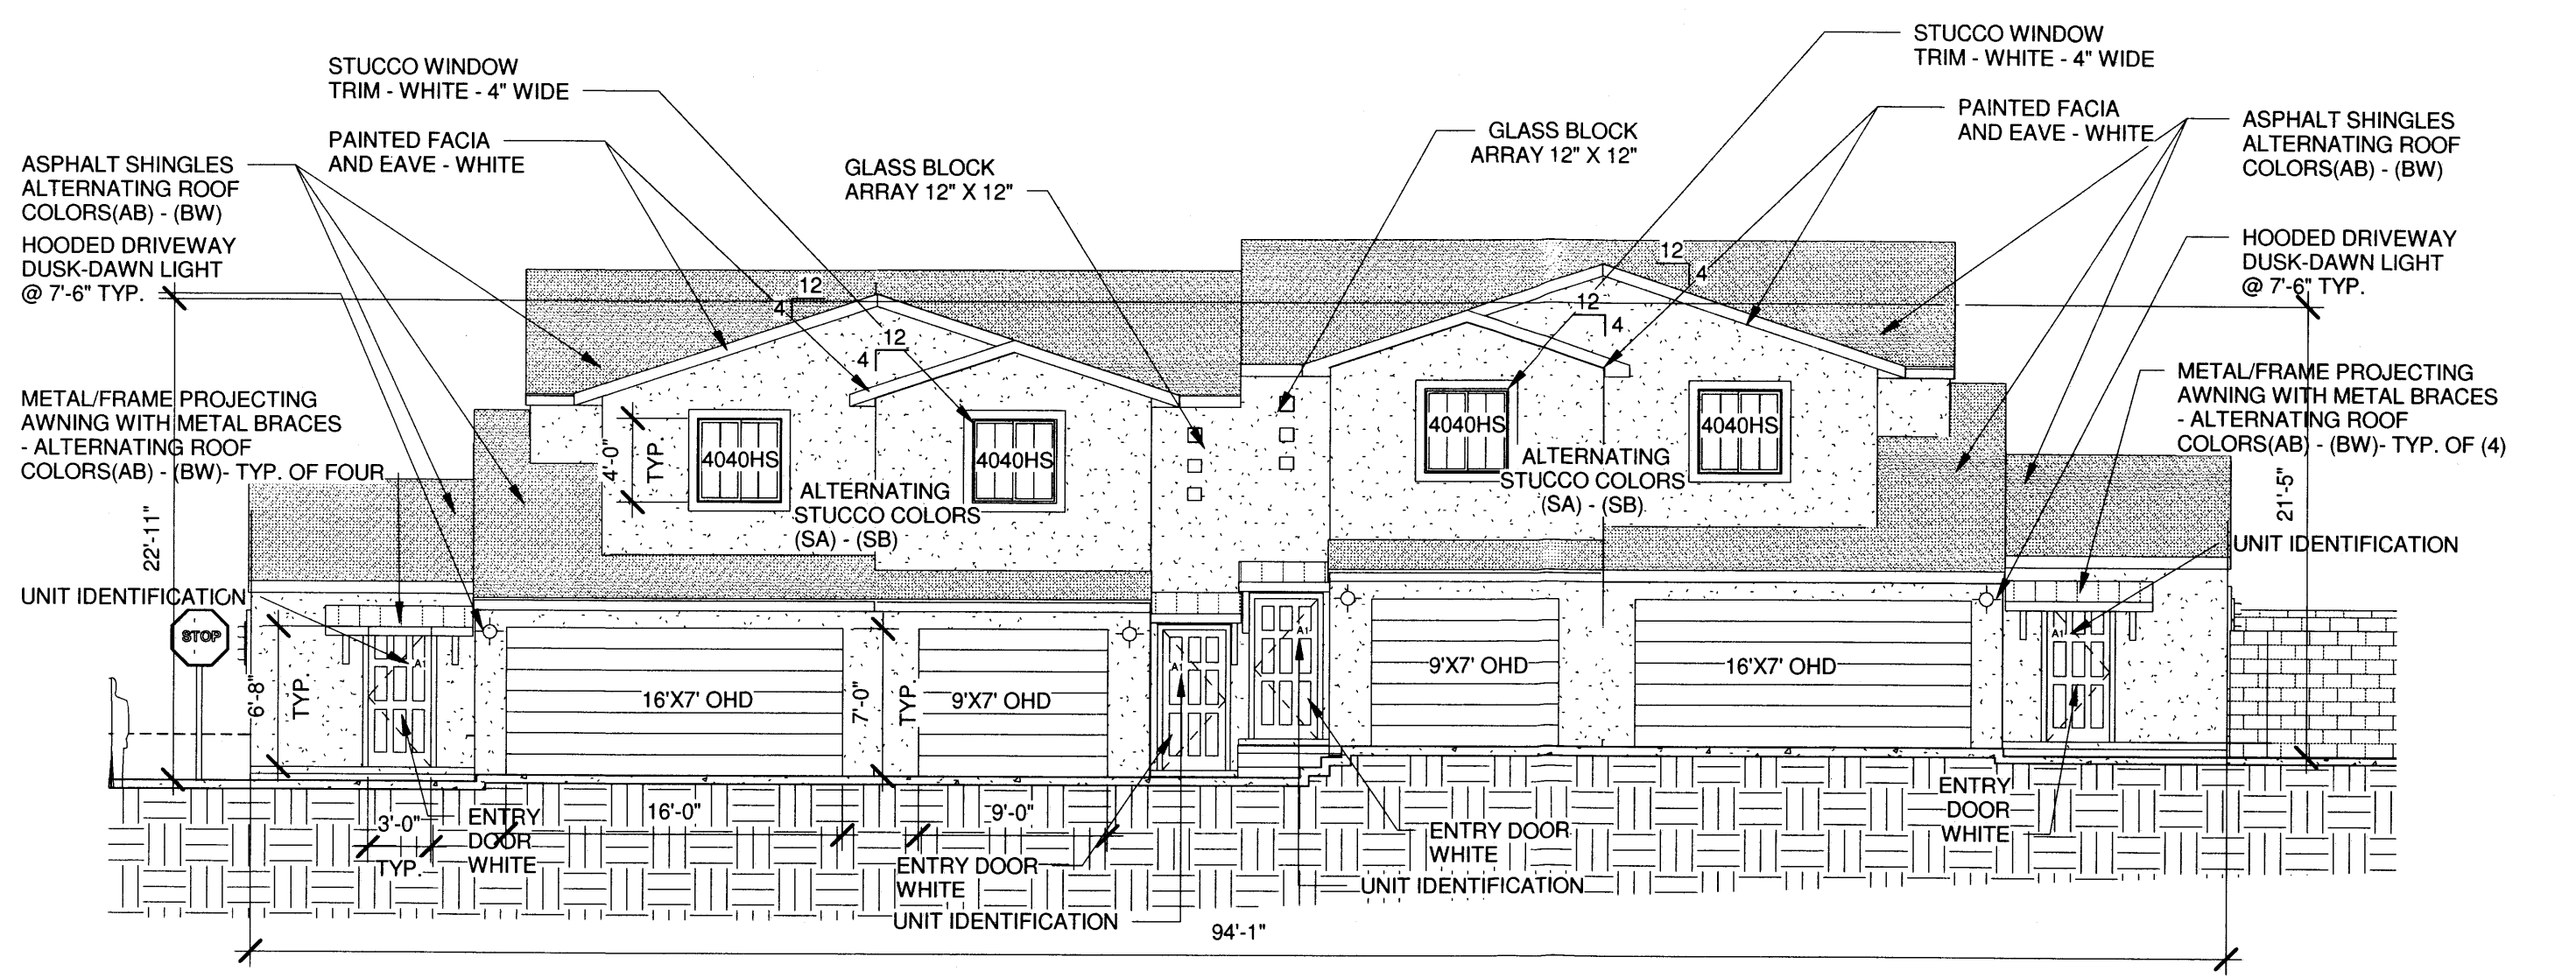 STUCCO WINDOW
TRIM - WHITE - 4" WIDE
PAINTED FACIA
AND EAVE - WHITE
ASPHALT SHINGLES
ALTERNATING ROOF
COLORS(AB) - (BW)
HOODED DRIVEWAY
DUSK-DAWN LIGHT
@ 7'-6" TYP.
METAL/FRAME PROJECTING
AWNING WITH METAL BRACES
- ALTERNATING ROOF
COLORS(AB) - (BW)- TYP. OF FOUR
22'-11"
UNIT IDENTIFICATION
STOP
GLASS BLOCK
ARRAY 12" X 12"
GLASS BLOCK
ARRAY 12" X 12"
STUCCO WINDOW
TRIM - WHITE - 4" WIDE
PAINTED FACIA
AND EAVE - WHITE
ASPHALT SHINGLES
ALTERNATING ROOF
COLORS(AB) - (BW)
HOODED DRIVEWAY
DUSK-DAWN LIGHT
@ 7'-6" TYP.
METAL/FRAME PROJECTING
AWNING WITH METAL BRACES
- ALTERNATING ROOF
COLORS(AB) - (BW)- TYP. OF (4)
21'-5"
UNIT IDENTIFICATION
12
4
12
4
12
4
12
4
4'-0"
TYP.
4040HS
4040HS
ALTERNATING
STUCCO COLORS
(SA) - (SB)
4040HS
4040HS
ALTERNATING
STUCCO COLORS
(SA) - (SB)
6'-8"
TYP.
A1
16'X7' OHD
7'-0"
TYP.
9'X7' OHD
A1
A1
9'X7' OHD
16'X7' OHD
A1
3'-0"
TYP.
ENTRY
DOOR
WHITE
16'-0"
9'-0"
ENTRY DOOR
WHITE
UNIT IDENTIFICATION
ENTRY DOOR
WHITE
UNIT IDENTIFICATION
ENTRY
DOOR
WHITE
94'-1"